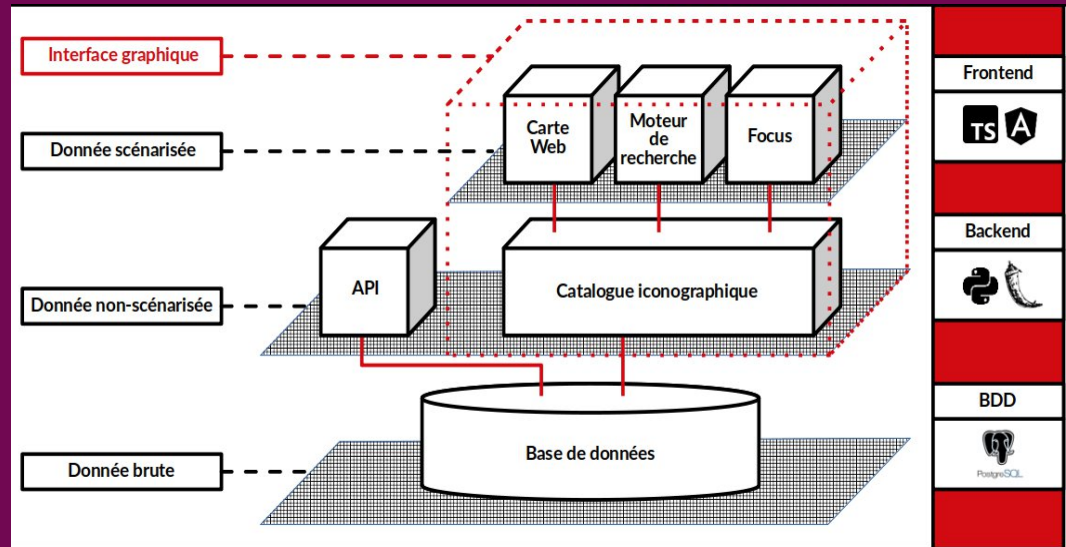 Interface graphique
Donnée scénarisée
Donnée non-scénarisée
Donnée brute
Carte
Web
Moteur
de
recherche
Focus
API
Catalogue iconographique
Base de données
Frontend
TS A
Backend
BDD
PostgreSQL